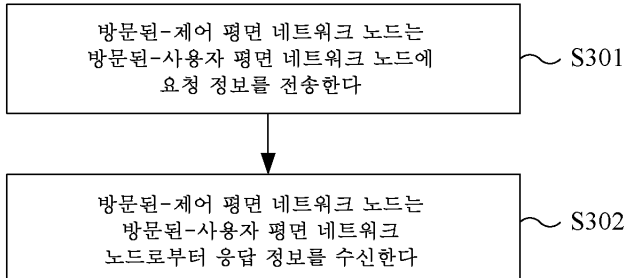 방문된-제어 평면 네트워크 노드는
방문된-사용자 평면 네트워크 노드에
요청 정보를 전송한다
S301
방문된-제어 평면 네트워크 노드는
방문된-사용자 평면 네트워크
노드로부터 응답 정보를 수신한다
S302